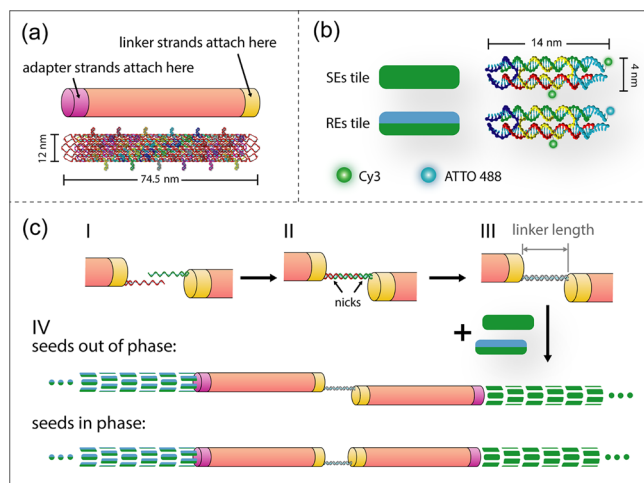 (a)
linker strands attach here
adapter strands attach here
12 nm
74.5 nm
(b)
14 nm
SEs tile
4 nm
REs tile
Cy3
ATTO 488
(c)
I
II
III
linker length
nicks
+
IV
seeds out of phase:
seeds in phase: